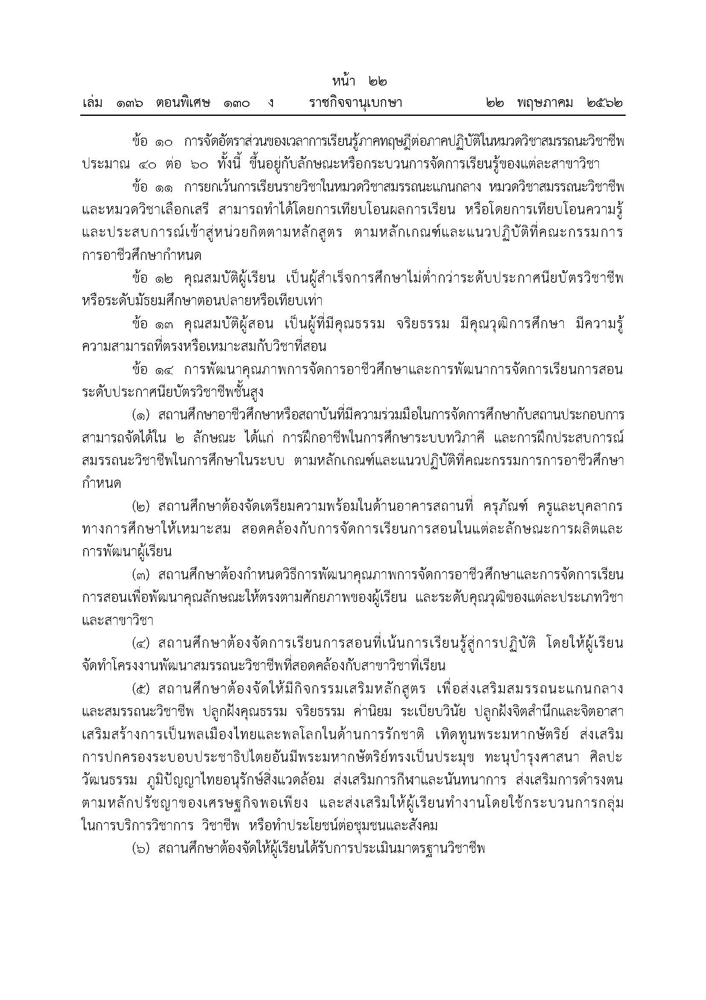 หน้า ๒๒
เล่ม ๑๓๖ ตอนพิเศษ ๑๓๐ ง ราชกิจจานุเบกษา ๒๒ พฤษภาคม ๒๕๖๒
ข้อ ๑๐ การจัดอัตราส่วนของเวลาการเรียนรู้ภาคทฤษฎีต่อภาคปฏิบัติในหมวดวิชาสมรรถนะวิชาชีพ
ประมาณ ๔๐ ต่อ ๖๐ ทั้งนี้ ขึ้นอยู่กับลักษณะหรือกระบวนการจัดการเรียนรู้ของแต่ละสาขาวิชา
ข้อ ๑๑ การยกเว้นการเรียนรายวิชาในหมวดวิชาสมรรถนะแกนกลาง หมวดวิชาสมรรถนะวิชาชีพ
และหมวดวิชาเลือกเสรี สามารถทำได้โดยการเทียบโอนผลการเรียน หรือโดยการเทียบโอนความรู้
และประสบการณ์เข้าสู่หน่วยกิตตามหลักสูตร ตามหลักเกณฑ์และแนวปฏิบัติที่คณะกรรมการ
การอาชีวศึกษากำหนด
ข้อ ๑๒ คุณสมบัติผู้เรียน เป็นผู้สำเร็จการศึกษาไม่ต่ำกว่าระดับประกาศนียบัตรวิชาชีพ
หรือระดับมัธยมศึกษาตอนปลายหรือเทียบเท่า
ข้อ ๑๓ คุณสมบัติผู้สอน เป็นผู้ที่มีคุณธรรม จริยธรรม มีคุณวุฒิการศึกษา มีความรู้
ความสามารถที่ตรงหรือเหมาะสมกับวิชาที่สอน
ข้อ ๑๔ การพัฒนาคุณภาพการจัดการอาชีวศึกษาและการพัฒนาการจัดการเรียนการสอน
ระดับประกาศนียบัตรวิชาชีพชั้นสูง
(๑) สถานศึกษาอาชีวศึกษาหรือสถาบันที่มีความร่วมมือในการจัดการศึกษากับสถานประกอบการ
สามารถจัดได้ใน ๒ ลักษณะ ได้แก่ การฝึกอาชีพในการศึกษาระบบทวิภาคี และการฝึกประสบการณ์
สมรรถนะวิชาชีพในการศึกษาในระบบ ตามหลักเกณฑ์และแนวปฏิบัติที่คณะกรรมการการอาชีวศึกษา
กำหนด
(๒) สถานศึกษาต้องจัดเตรียมความพร้อมในด้านอาคารสถานที่ ครุภัณฑ์ ครูและบุคลากร
ทางการศึกษาให้เหมาะสม สอดคล้องกับการจัดการเรียนการสอนในแต่ละลักษณะการผลิตและ
การพัฒนาผู้เรียน
(๓) สถานศึกษาต้องกำหนดวิธีการพัฒนาคุณภาพการจัดการอาชีวศึกษาและการจัดการเรียน
การสอนเพื่อพัฒนาคุณลักษณะให้ตรงตามศักยภาพของผู้เรียน และระดับคุณวุฒิของแต่ละประเภทวิชา
และสาขาวิชา
(๔) สถานศึกษาต้องจัดการเรียนการสอนที่เน้นการเรียนรู้สู่การปฏิบัติ โดยให้ผู้เรียน
จัดทำโครงงานพัฒนาสมรรถนะวิชาชีพที่สอดคล้องกับสาขาวิชาที่เรียน
(๕) สถานศึกษาต้องจัดให้มีกิจกรรมเสริมหลักสูตร เพื่อส่งเสริมสมรรถนะแกนกลาง
และสมรรถนะวิชาชีพ ปลูกฝังคุณธรรม จริยธรรม ค่านิยม ระเบียบวินัย ปลูกฝังจิตสำนึกและจิตอาสา
เสริมสร้างการเป็นพลเมืองไทยและพลโลกในด้านการรักชาติ เทิดทูนพระมหากษัตริย์ ส่งเสริม
การปกครองระบอบประชาธิปไตยอันมีพระมหากษัตริย์ทรงเป็นประมุข ทะนุบำรุงศาสนา ศิลปะ
วัฒนธรรม ภูมิปัญญาไทยอนุรักษ์สิ่งแวดล้อม ส่งเสริมการกีฬาและนันทนาการ ส่งเสริมการดำรงตน
ตามหลักปรัชญาของเศรษฐกิจพอเพียง และส่งเสริมให้ผู้เรียนทำงานโดยใช้กระบวนการกลุ่ม
ในการบริการวิชาการ วิชาชีพ หรือทำประโยชน์ต่อชุมชนและสังคม
(๖) สถานศึกษาต้องจัดให้ผู้เรียนได้รับการประเมินมาตรฐานวิชาชีพ